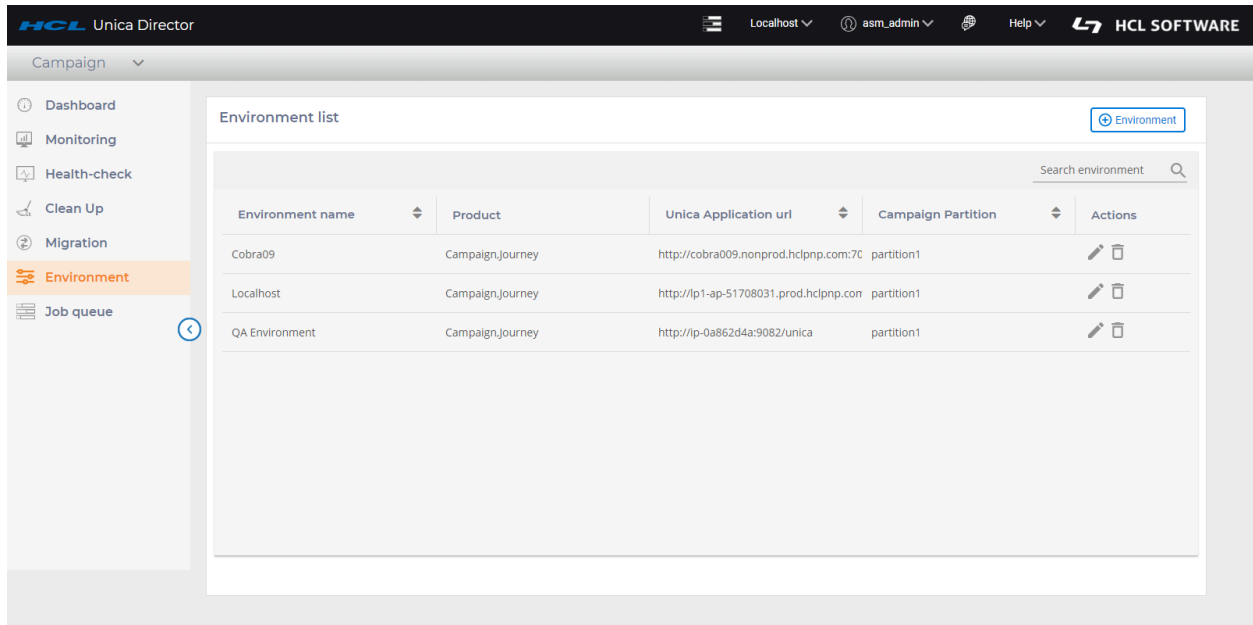 HCL Unica Director Localhost asm_admin Help HCL SOFTWARE
Campaign
Dashboard
Monitoring
Health-check
Clean Up
Migration
Environment
Job queue
Environment list
Environment
Search environment
Environment name Product Unica Application url Campaign Partition Actions
Cobra09 Campaign,Journey http://cobra009.nonprod.hclpnp.com:70 partition1
Localhost Campaign,Journey http://lp1-ap-51708031.prod.hclpnp.com partition1
QA Environment Campaign,Journey http://ip-0a862d4a:9082/unica partition1